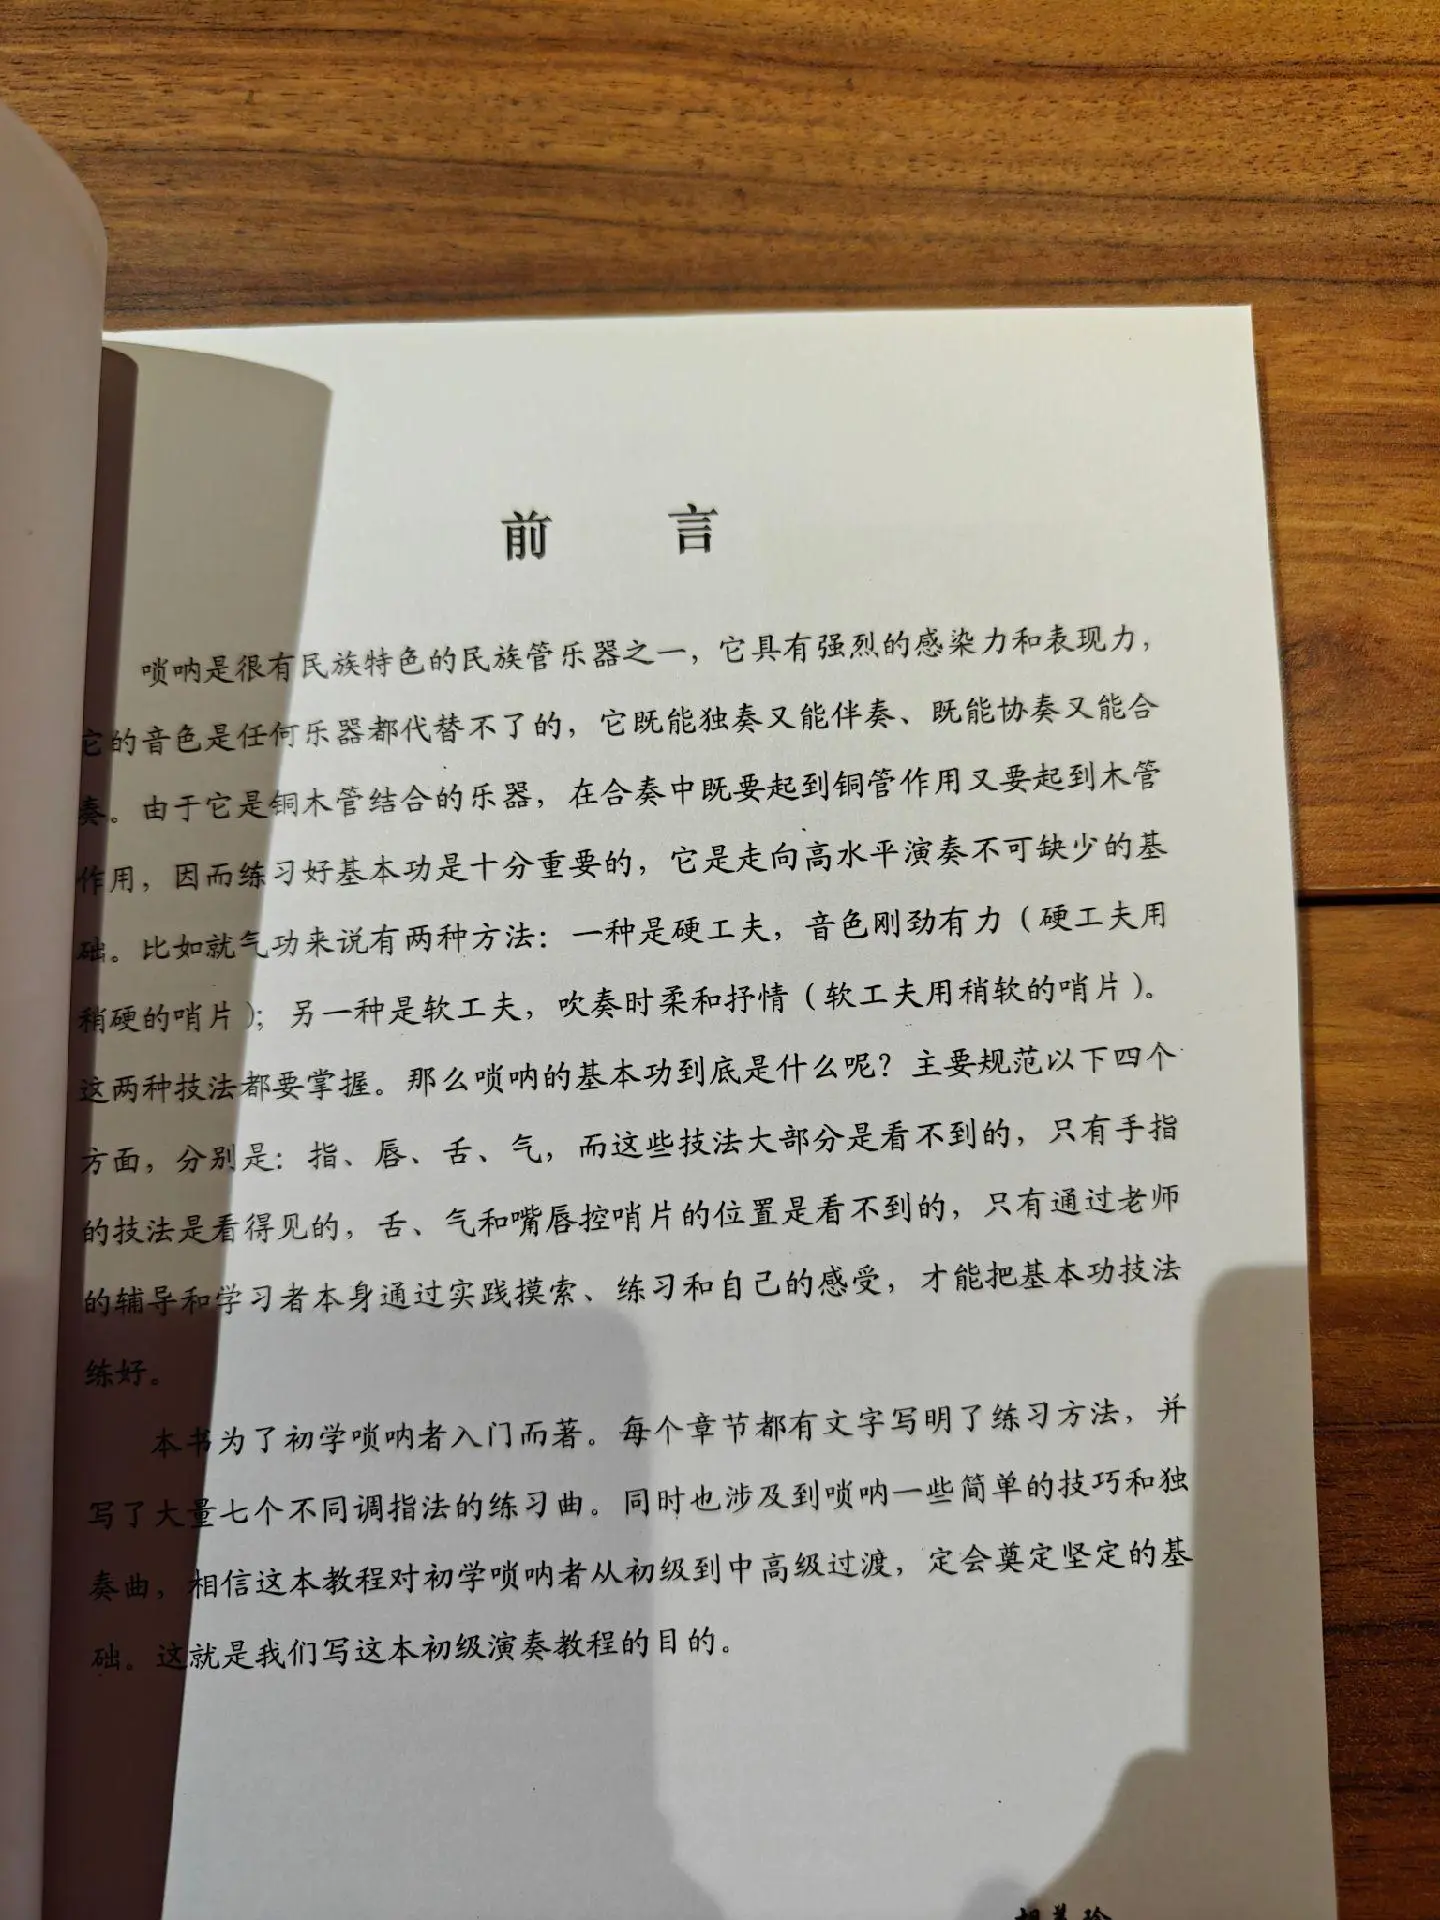 前言
唢呐是很有民族特色的民族管乐器之一，它具有强烈的感染力和表现力，
它的音色是任何乐器都代替不了的，它既能独奏又能伴奏、既能协奏又能合
奏。由于它是铜木管结合的乐器，在合奏中既要起到铜管作用又要起到木管
作用，因而练习好基本功是十分重要的，它是走向高水平演奏不可缺少的基
础。比如就气功来说有两种方法：一种是硬工夫，音色刚劲有力（硬工夫用
稍硬的哨片）；另一种是软工夫，吹奏时柔和抒情（软工夫用稍软的哨片）。
这两种技法都要掌握。那么唢呐的基本功到底是什么呢？主要规范以下四个
方面，分别是：指、唇、舌、气，而这些技法大部分是看不到的，只有手指
的技法是看得见的，舌、气和嘴唇控哨片的位置是看不到的，只有通过老师
的辅导和学习者本身通过实践摸索、练习和自己的感受，才能把基本功技法
练好。
本书为了初学唢呐者入门而著。每个章节都有文字写明了练习方法，并
写了大量七个不同调指法的练习曲。同时也涉及到唢呐一些简单的技巧和独
奏曲，相信这本教程对初学唢呐者从初级到中高级过渡，定会奠定坚定的基
础。这就是我们写这本初级演奏教程的目的。